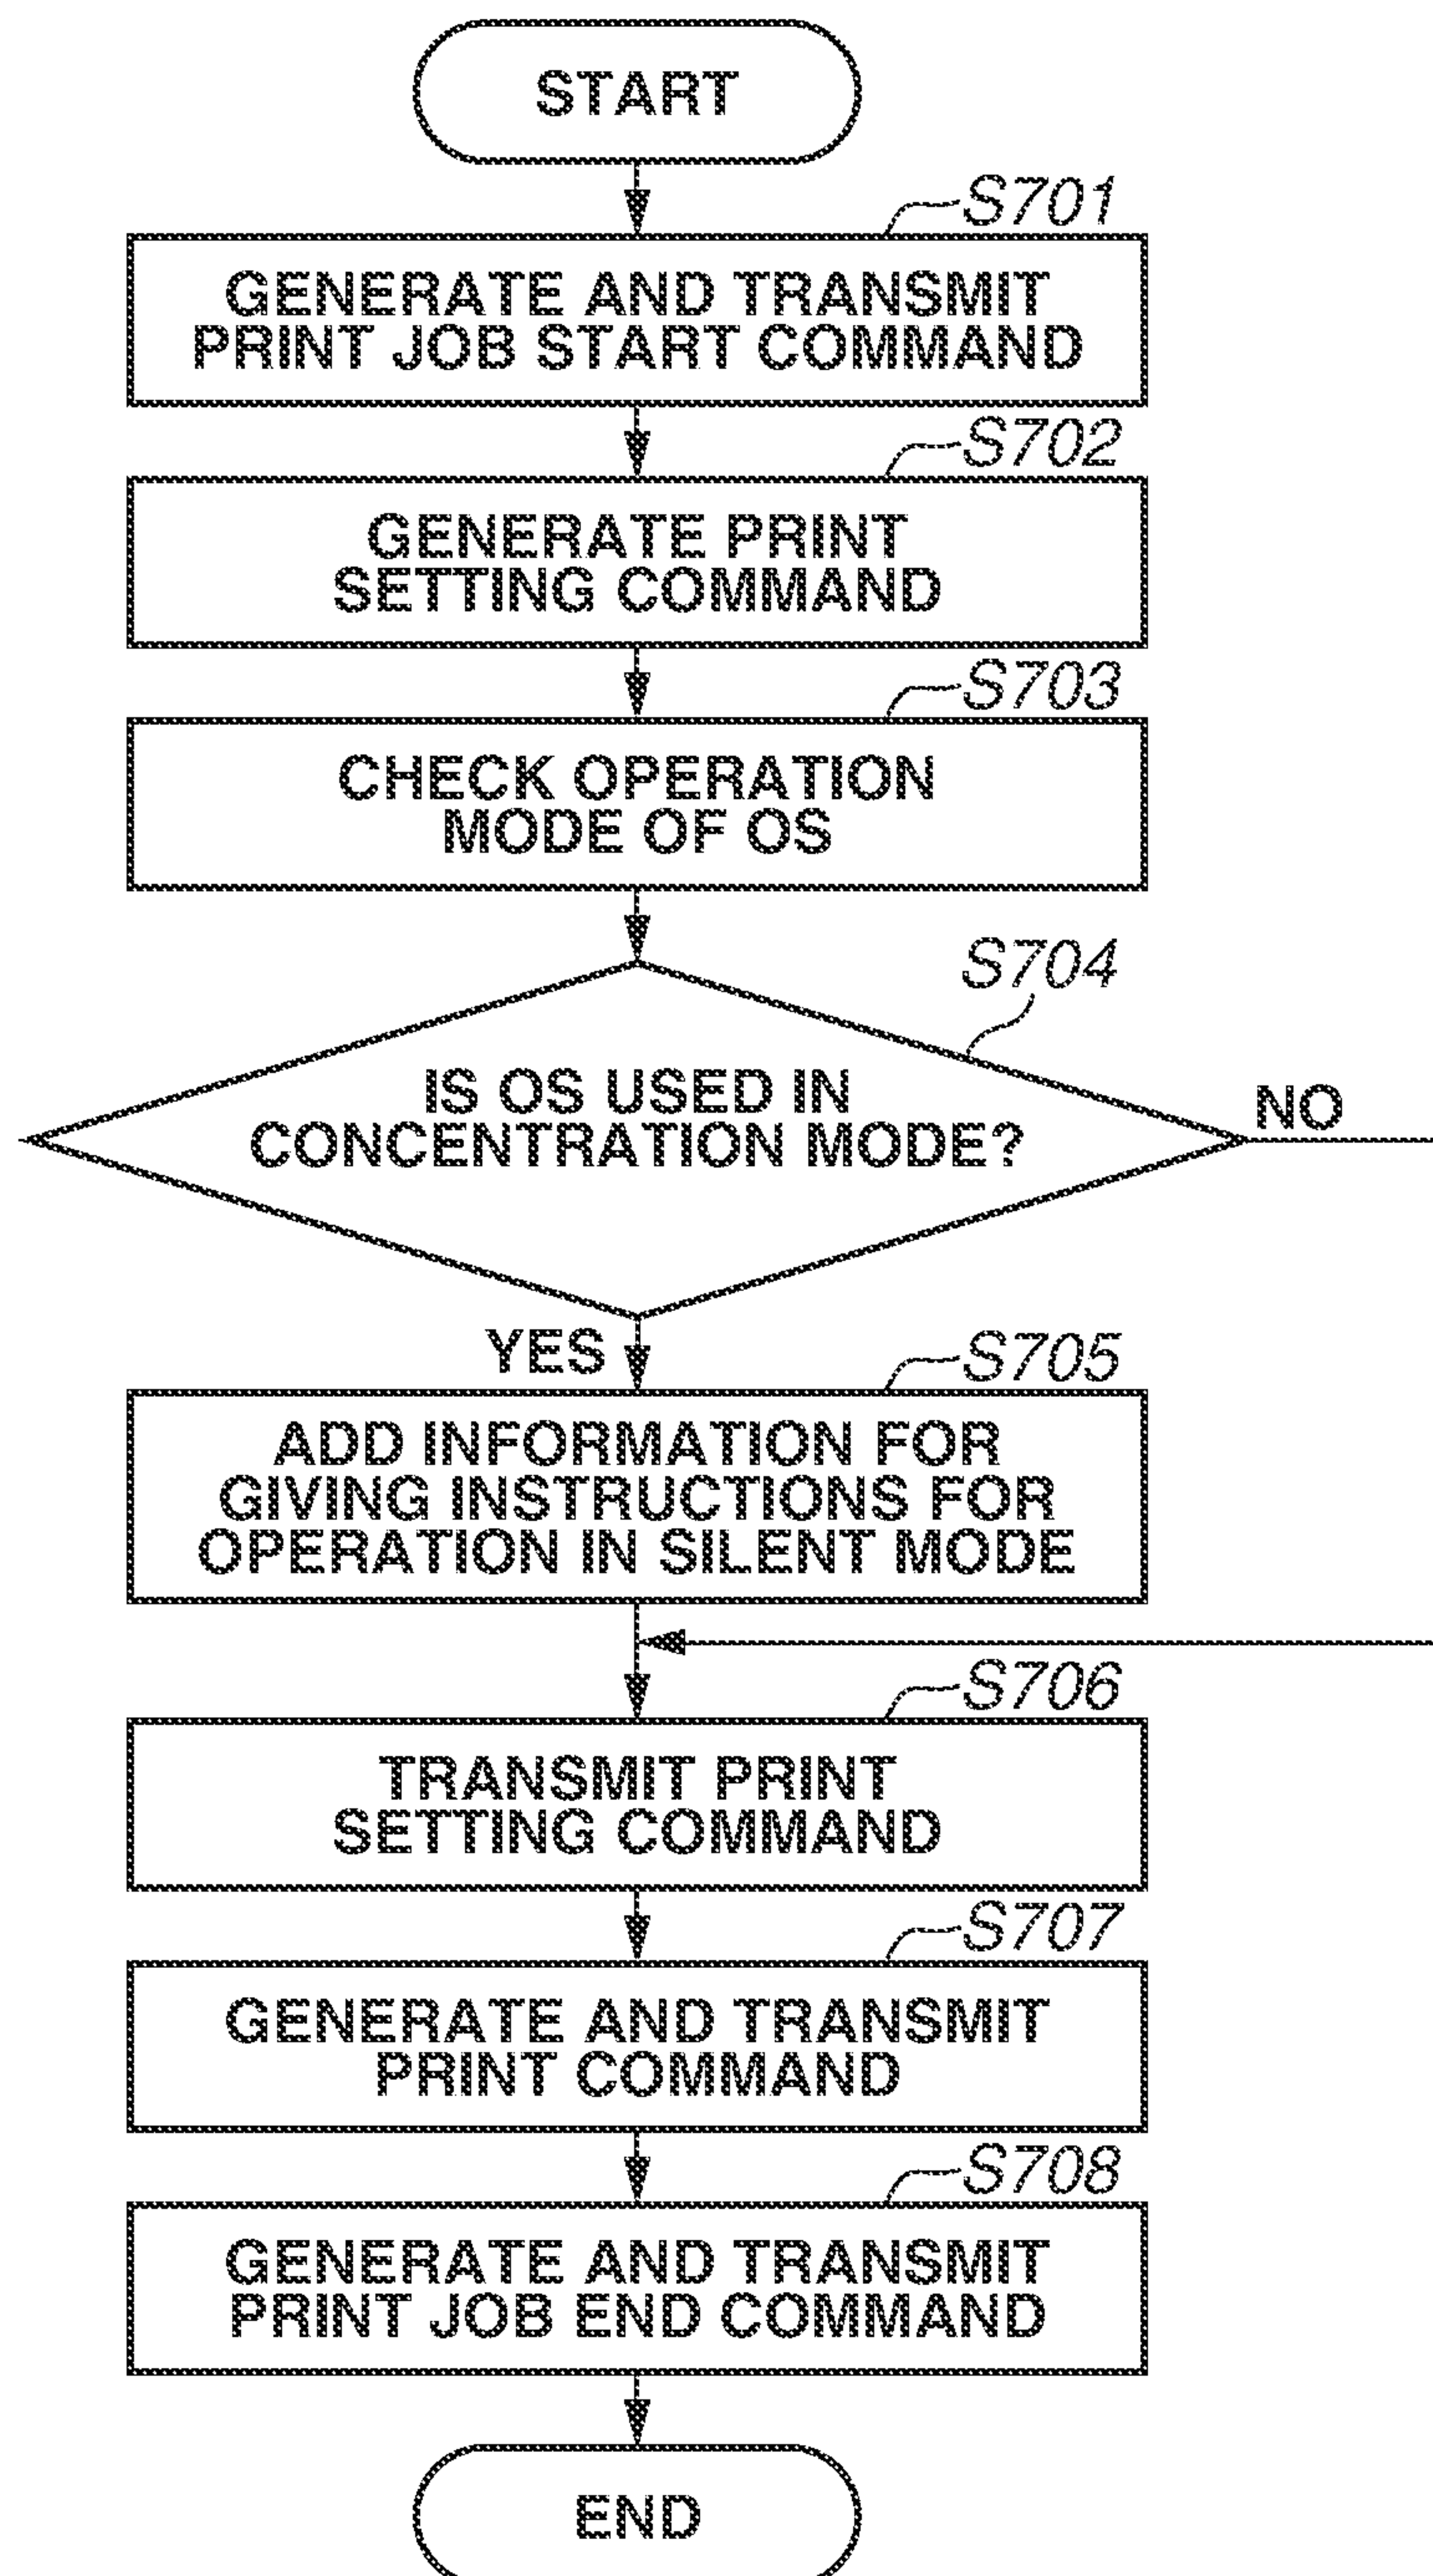 START
S701
GENERATE AND TRANSMIT
PRINT JOB START COMMAND
S702
GENERATE PRINT
SETTING COMMAND
S703
CHECK OPERATION
MODE OF OS
S704
IS OS USED IN
CONCENTRATION MODE?
NO
YES
S705
ADD INFORMATION FOR
GIVING INSTRUCTIONS FOR
OPERATION IN SILENT MODE
S706
TRANSMIT PRINT
SETTING COMMAND
S707
GENERATE AND TRANSMIT
PRINT COMMAND
S708
GENERATE AND TRANSMIT
PRINT JOB END COMMAND
END